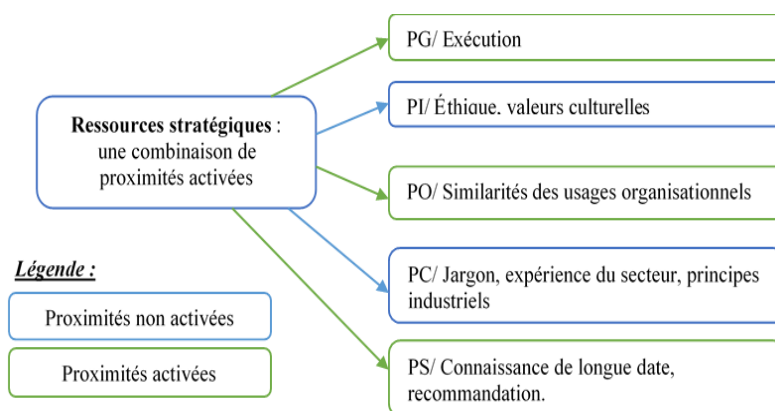 PG/ Exécution
PI/ Éthique, valeurs culturelles
Ressources stratégiques :
une combinaison de
proximités activées
PO/ Similarités des usages organisationnels
PC/ Jargon, expérience du secteur, principes
industriels
PS/ Connaissance de longue date,
recommandation.
Légende :
Proximités non activées
Proximités activées